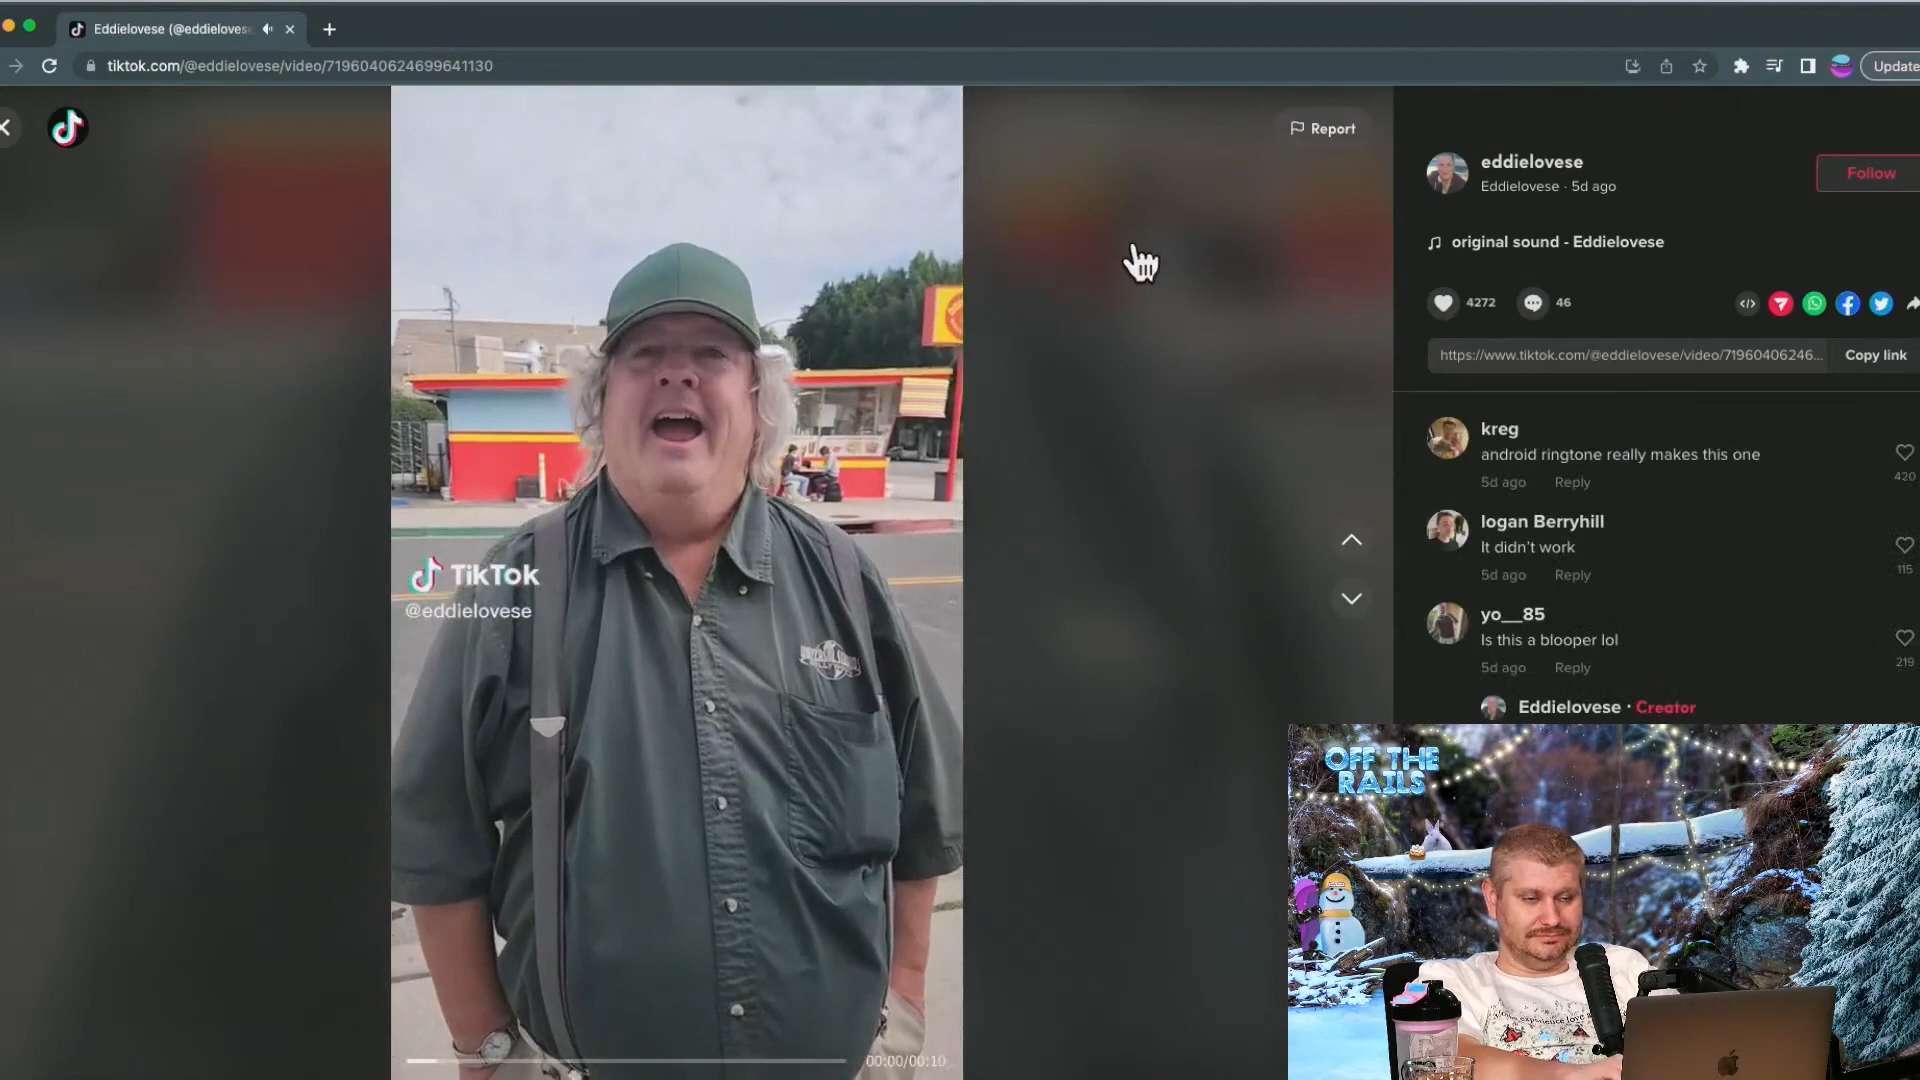 Eddielovese (@eddielovese
tiktok.com/@eddielovese/video/7196040624699641130
Update
Report
eddielovese
Eddielovese · 5d ago
Follow
original sound - Eddielovese
4272
46
https://www.tiktok.com/@eddielovese/video/71960406246...
Copy link
kreg
android ringtone really makes this one
5d ago Reply
420
logan Berryhill
It didn't work
5d ago Reply
115
yo__85
Is this a blooper lol
5d ago Reply
219
Eddielovese · Creator
TikTok
@eddielovese
00:00/00:10
OFF THE
RAILS